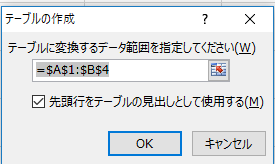 テーブルの作成
テーブルに変換するデータ範囲を指定してください(W)
=$A$1:$B$4
先頭行をテーブルの見出しとして使用する(M)
OK
キャンセル